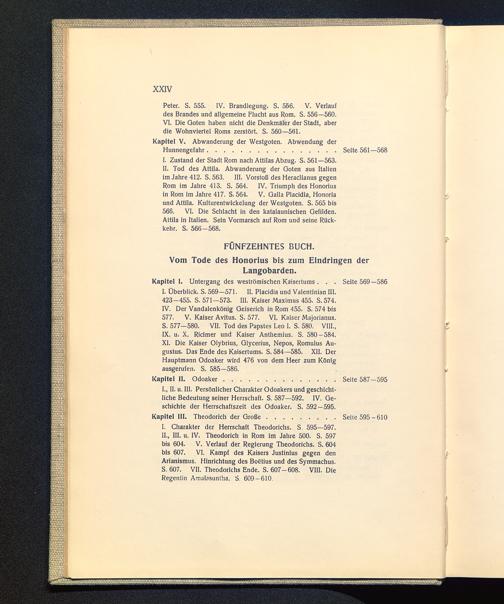 XXIV
Peter. S. 555. IV. Brandlegung. S. 556. V. Verlauf
des Brandes und allgemeine Flucht aus Rom. S. 556—560.
VI. Die Goten haben nicht die Denkmäler der Stadt, aber
die Wohnviertel Roms zerstört. S. 560—561.
Kapitel V. Abwanderung der Westgoten. Abwendung der
Hunnengefahr . . . . . . . . . . . . . . . Seite 561—568
I. Zustand der Stadt Rom nach Attilas Abzug. S. 561—563.
II. Tod des Attila. Abwanderung der Goten aus Italien
im Jahre 412. S. 563. III. Vorstoß des Heraclianus gegen
Rom im Jahre 413. S. 564. IV. Triumph des Honorius
in Rom im Jahre 417. S. 564. V. Galla Placidia, Honoria
und Attila. Kulturentwickelung der Westgoten. S. 565 bis
566. VI. Die Schlacht in den katalaunischen Gefilden.
Attila in Italien. Sein Vormarsch auf Rom und seine Rück-
kehr. S. 566—568.
FÜNFZEHNTES BUCH.
Vom Tode des Honorius bis zum Eindringen der
Langobarden.
Kapitel I. Untergang des weströmischen Kaisertums . . . Seite 569—586
I. Überblick. S. 569—571. II. Placidia und Valentinian III.
423—455. S. 571—573. III. Kaiser Maximus 455. S. 574.
IV. Der Vandalenkönig Geiserich in Rom 455. S. 574 bis
577. V. Kaiser Avitus. S. 577. VI. Kaiser Majorianus.
S. 577—580. VII. Tod des Papstes Leo I. S. 580. VIII.,
IX. u. X. Ricimer und Kaiser Anthemius. S. 580—584.
XI. Die Kaiser Olybrius, Glycerius, Nepos, Romulus Au-
gustus. Das Ende des Kaisertums. S. 584—585. XII. Der
Hauptmann Odoaker wird 476 von dem Heer zum König
ausgerufen. S. 585—586.
Kapitel II. Odoaker . . . . . . . . . . . . . Seite 587—595
I., II. u. III. Persönlicher Charakter Odoakers und geschicht-
liche Bedeutung seiner Herrschaft. S. 587—592. IV. Ge-
schichte der Herrschaftszeit des Odoaker. S. 592—595.
Kapitel III. Theodorich der Große . . . . . . . . . Seite 595—610
I. Charakter der Herrschaft Theodorichs. S. 595—597.
II., III. u. IV. Theodorich in Rom im Jahre 500. S. 597
bis 604. V. Verlauf der Regierung Theodorichs. S. 604
bis 607. VI. Kampf des Kaisers Justinius gegen den
Arianismus. Hinrichtung des Boëtius und des Symmachus.
S. 607. VII. Theodorichs Ende. S. 607—608. VIII. Die
Regentin Amalasuntha. S. 609—610.